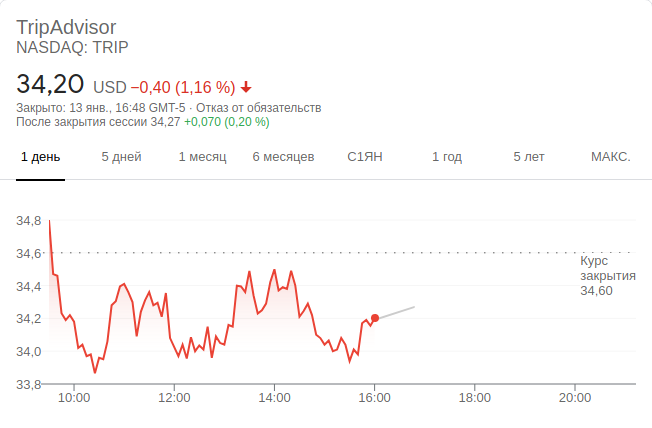 TripAdvisor
NASDAQ: TRIP
34,20 USD −0,40 (1,16 %)
Закрыто: 13 янв., 16:48 GMT-5 · Отказ от обязательств
После закрытия сессии 34,27 +0,070 (0,20 %)
1 день 5 дней 1 месяц 6 месяцев С1ЯН 1 год 5 лет МАКС.
34,8
34,6
Курс
закрытия
34,60
34,4
34,2
34,0
33,8
10:00 12:00 14:00 16:00 18:00 20:00